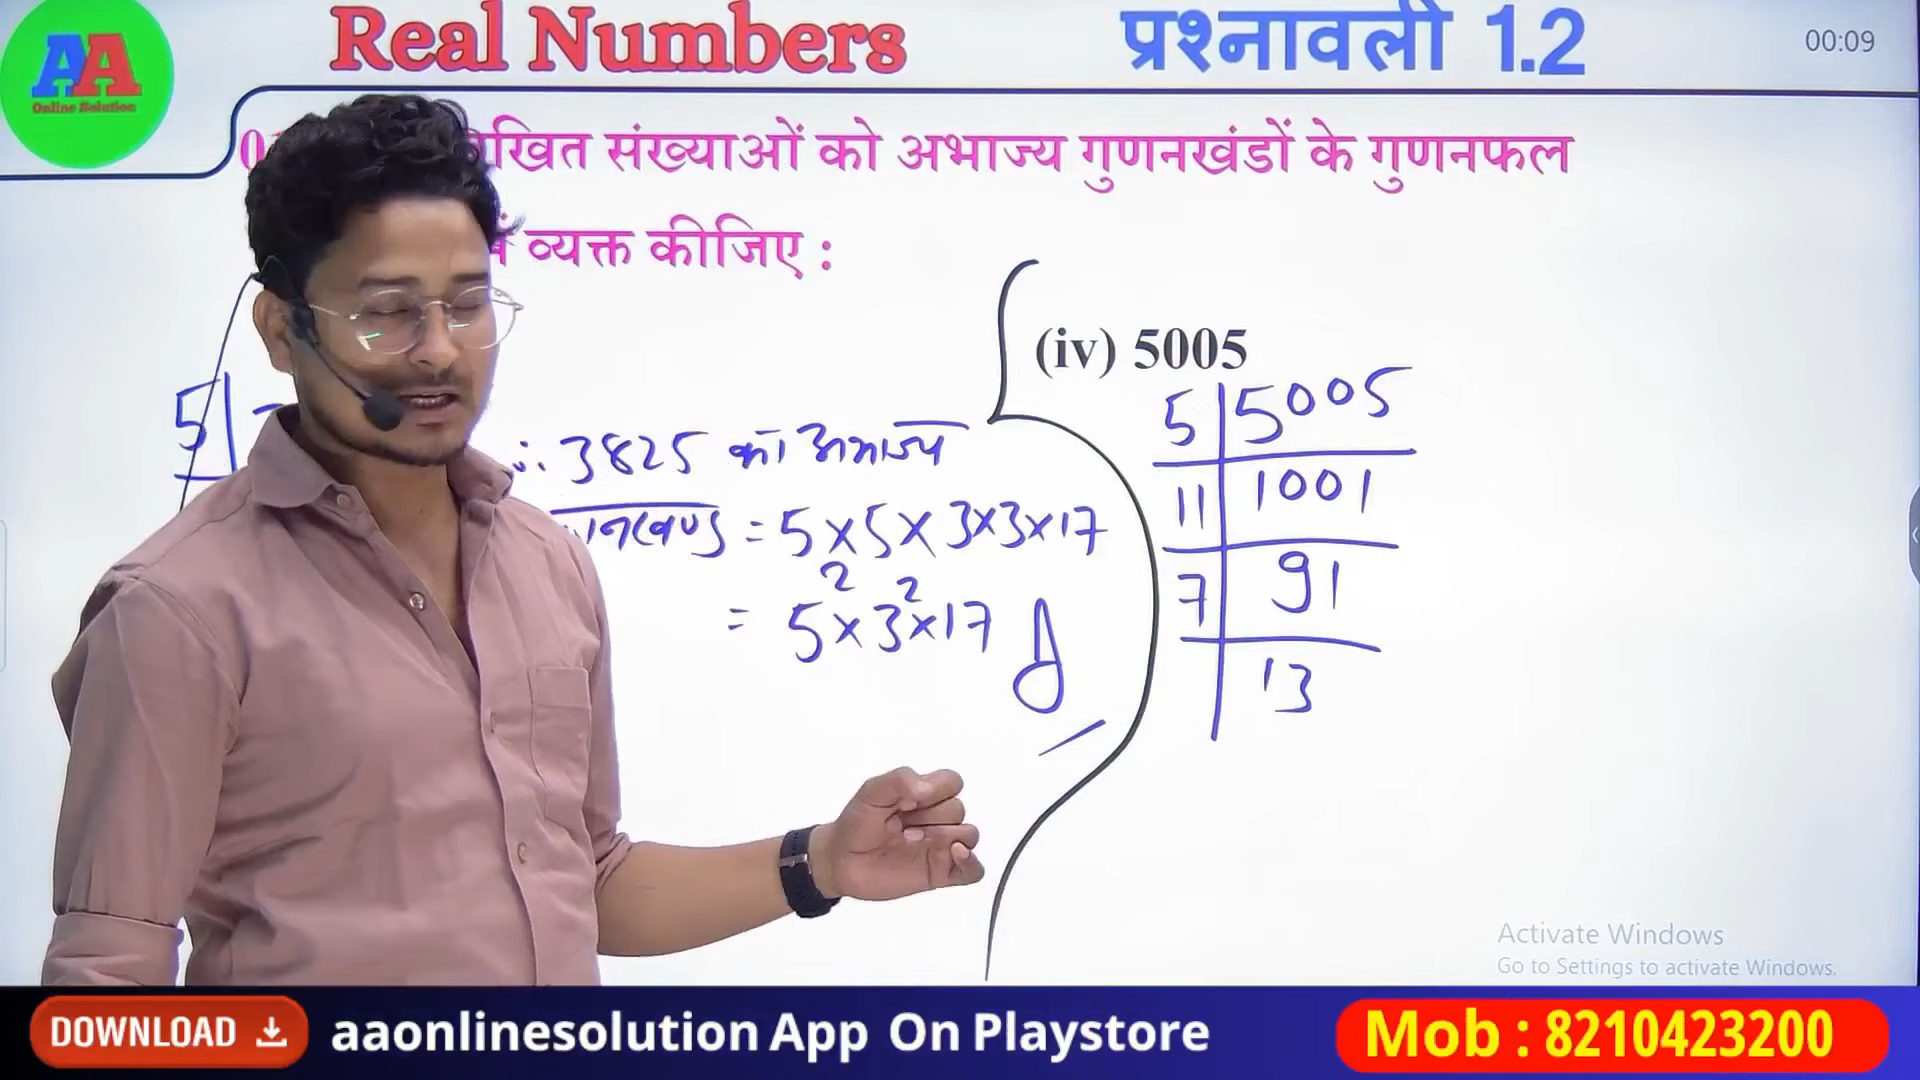 AA
Online Solution
Real Numbers
प्रश्नावली 1.2
00:09
संख्याओं को अभाज्य गुणनखंडों के गुणनफल
व्यक्त कीजिए :
5
∴ 3825 का अभाज्य
= 5×5×3×3×17
= 5²×3²×17
(iv) 5005
5 | 5005
11 | 1001
7 | 91
13
Activate Windows
Go to Settings to activate Windows.
DOWNLOAD
aaonlinesolution App On Playstore
Mob : 8210423200